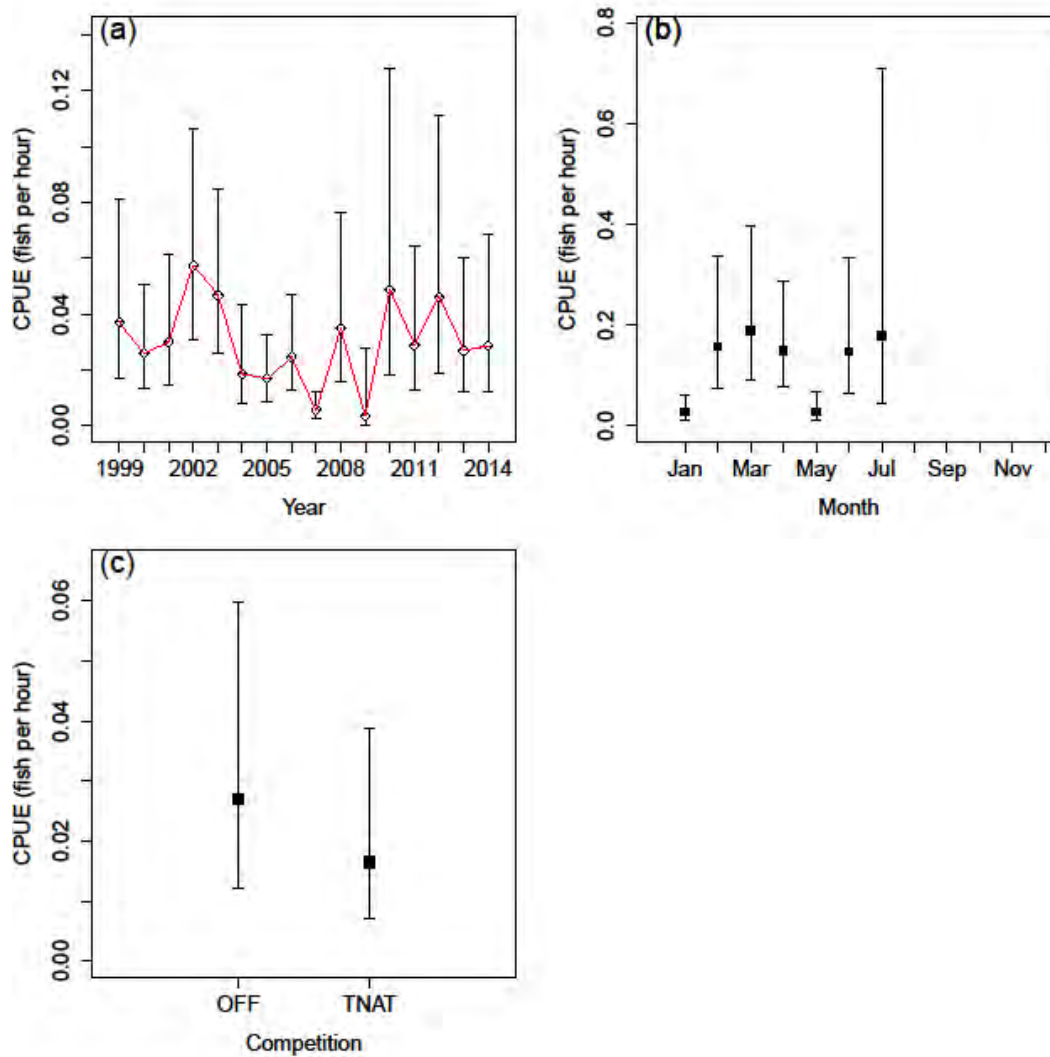 (a)
CPUE (fish per hour)
0.12
0.08
0.04
0.00
1999 2002 2005 2008 2011 2014
Year
(b)
CPUE (fish per hour)
0.8
0.6
0.4
0.2
0.0
Jan Mar May Jul Sep Nov
Month
(c)
CPUE (fish per hour)
0.06
0.04
0.02
0.00
OFF TNAT
Competition